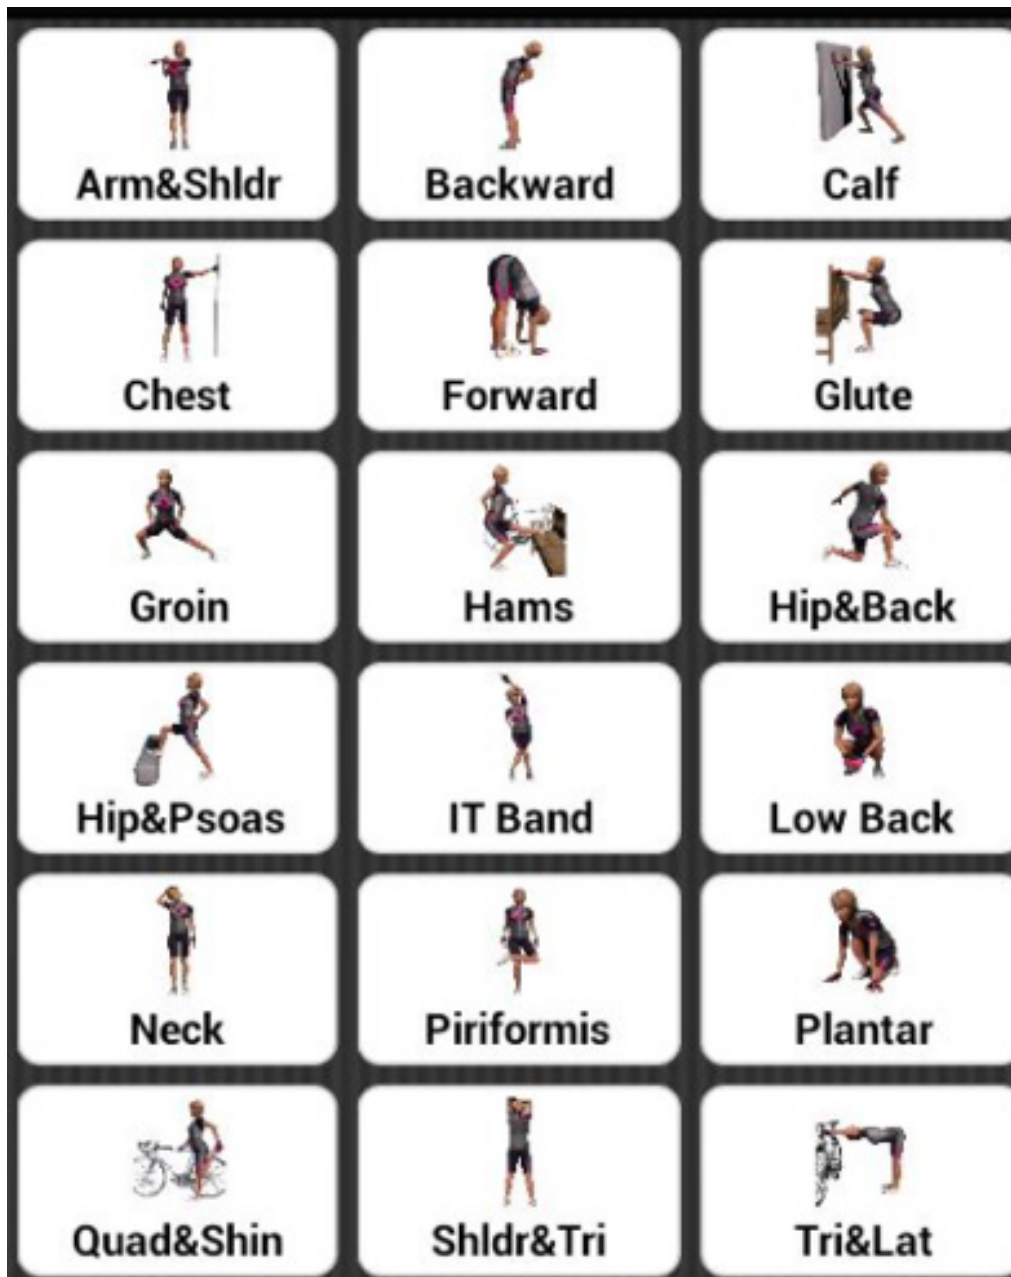 Arm&Shldr
Backward
Calf
Chest
Forward
Glute
Groin
Hams
Hip&Back
Hip&Psoas
IT Band
Low Back
Neck
Piriformis
Plantar
Quad&Shin
Shldr&Tri
Tri&Lat